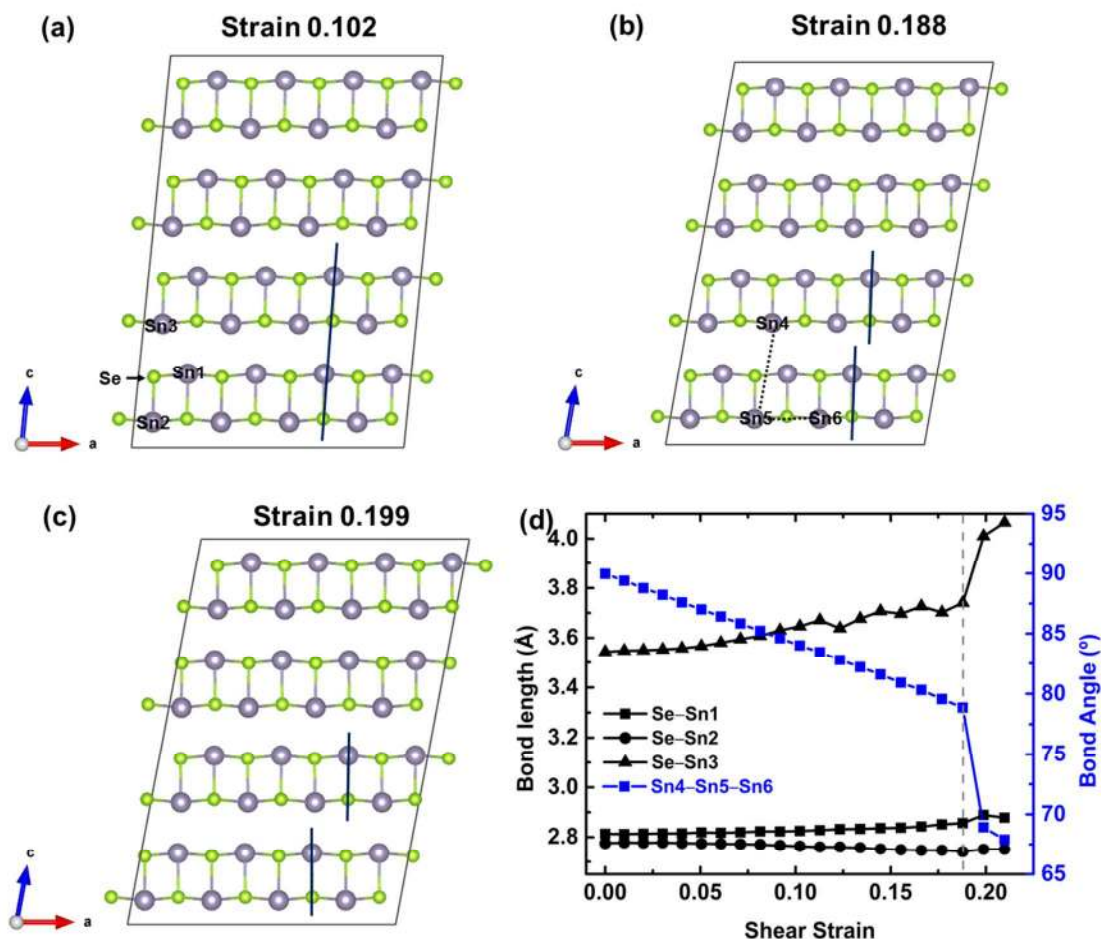 (a)
Strain 0.102
Sn3
Se
Sn1
Sn2
c
a
(b)
Strain 0.188
Sn4
Sn5
Sn6
c
a
(c)
Strain 0.199
c
a
(d)
Bond length (Å)
4.0
3.8
3.6
3.4
3.2
3.0
2.8
Se–Sn1
Se–Sn2
Se–Sn3
Sn4–Sn5–Sn6
95
90
85
80
75
70
65
Bond Angle (º)
0.00 0.05 0.10 0.15 0.20
Shear Strain